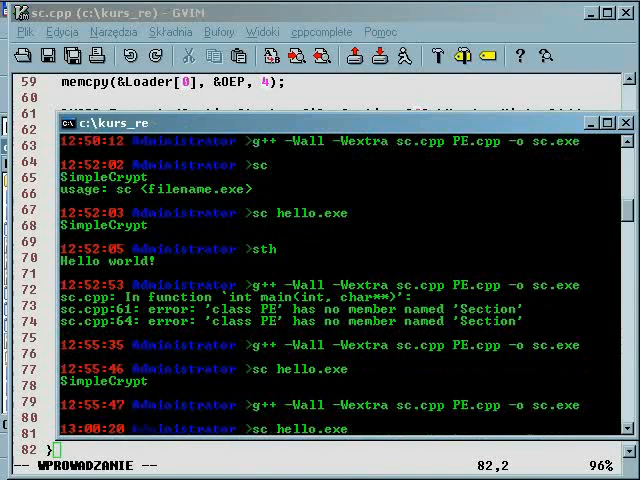 sc.cpp (c:\kurs_re) - GVIM
Plik Edycja Narzędzia Składnia Bufory Widoki cppcomplete Pomoc
59 memcpy(&Loader[0], &OEP, 4);
60
61
62
63
64
65
66
67
68
69
70
71
72
73
74
75
76
77
78
79
80
81
82 }
c:\kurs_re
12:50:12 Administrator >g++ -Wall -Wextra sc.cpp PE.cpp -o sc.exe
12:52:02 Administrator >sc
SimpleCrypt
usage: sc <filename.exe>
12:52:03 Administrator >sc hello.exe
SimpleCrypt
12:52:05 Administrator >sth
Hello world!
12:52:53 Administrator >g++ -Wall -Wextra sc.cpp PE.cpp -o sc.exe
sc.cpp: In function `int main(int, char**)':
sc.cpp:61: error: 'class PE' has no member named 'Section'
sc.cpp:64: error: 'class PE' has no member named 'Section'
12:55:35 Administrator >g++ -Wall -Wextra sc.cpp PE.cpp -o sc.exe
12:55:46 Administrator >sc hello.exe
SimpleCrypt
12:55:47 Administrator >g++ -Wall -Wextra sc.cpp PE.cpp -o sc.exe
13:00:20 Administrator >sc hello.exe
-- WPROWADZANIE -- 82,2 96%